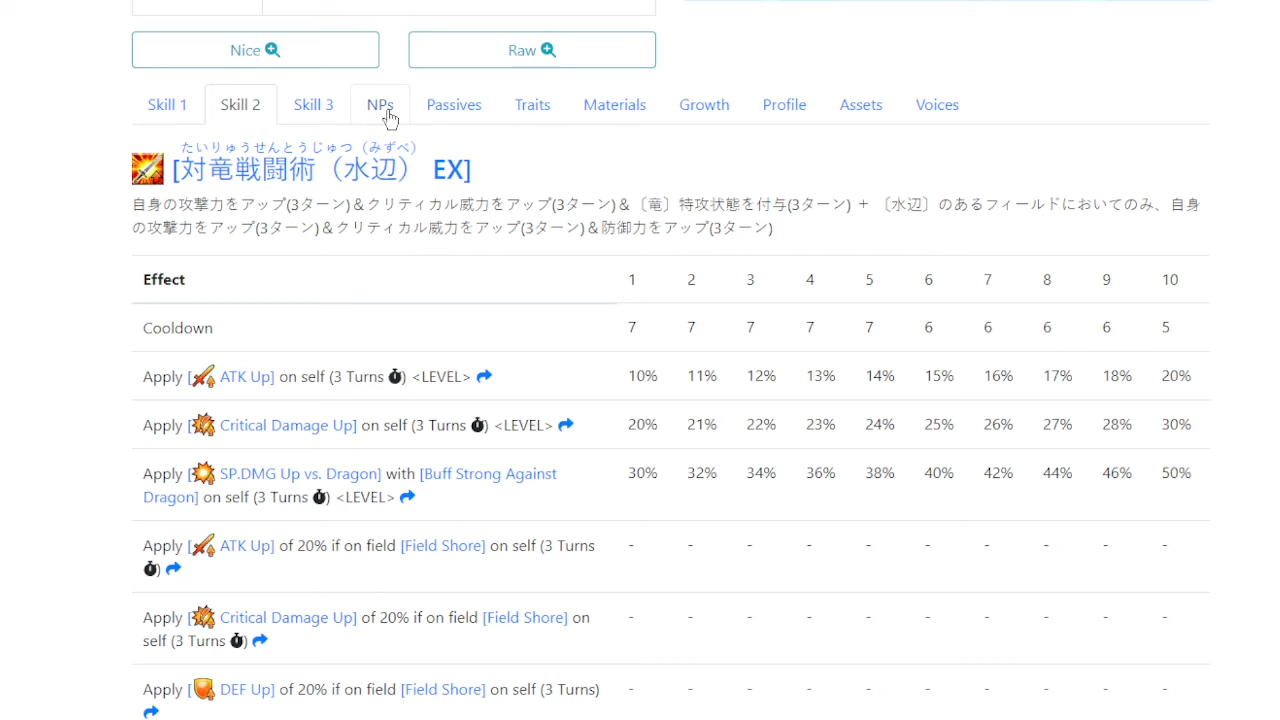 Nice
Raw
Skill 1 Skill 2 Skill 3 NPs Passives Traits Materials Growth Profile Assets Voices
たいりゅうせんとうじゅつ（みずべ）
[対竜戦闘術（水辺） EX]
自身の攻撃力をアップ(3ターン)＆クリティカル威力をアップ(3ターン)＆〔竜〕特攻状態を付与(3ターン) ＋ 〔水辺〕のあるフィールドにおいてのみ、自身
の攻撃力をアップ(3ターン)＆クリティカル威力をアップ(3ターン)＆防御力をアップ(3ターン)
Effect 1 2 3 4 5 6 7 8 9 10
Cooldown 7 7 7 7 7 6 6 6 6 5
Apply [ATK Up] on self (3 Turns) <LEVEL> 10% 11% 12% 13% 14% 15% 16% 17% 18% 20%
Apply [Critical Damage Up] on self (3 Turns) <LEVEL> 20% 21% 22% 23% 24% 25% 26% 27% 28% 30%
Apply [SP.DMG Up vs. Dragon] with [Buff Strong Against 30% 32% 34% 36% 38% 40% 42% 44% 46% 50%
Dragon] on self (3 Turns) <LEVEL>
Apply [ATK Up] of 20% if on field [Field Shore] on self (3 Turns - - - - - - - - - -
)
Apply [Critical Damage Up] of 20% if on field [Field Shore] on - - - - - - - - - -
self (3 Turns)
Apply [DEF Up] of 20% if on field [Field Shore] on self (3 Turns) - - - - - - - - - -